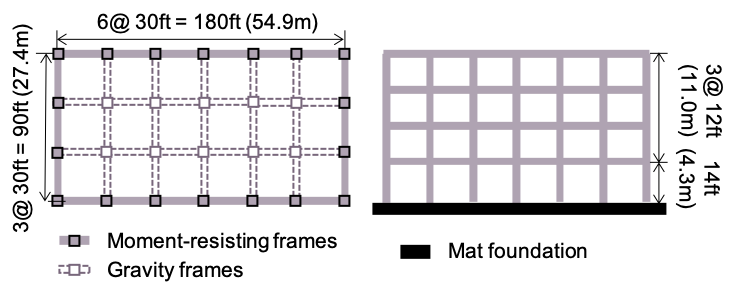 6@ 30ft = 180ft (54.9m)
3@ 30ft = 90ft (27.4m)
3@ 12ft
(11.0m)
14ft
(4.3m)
Moment-resisting frames
Gravity frames
Mat foundation